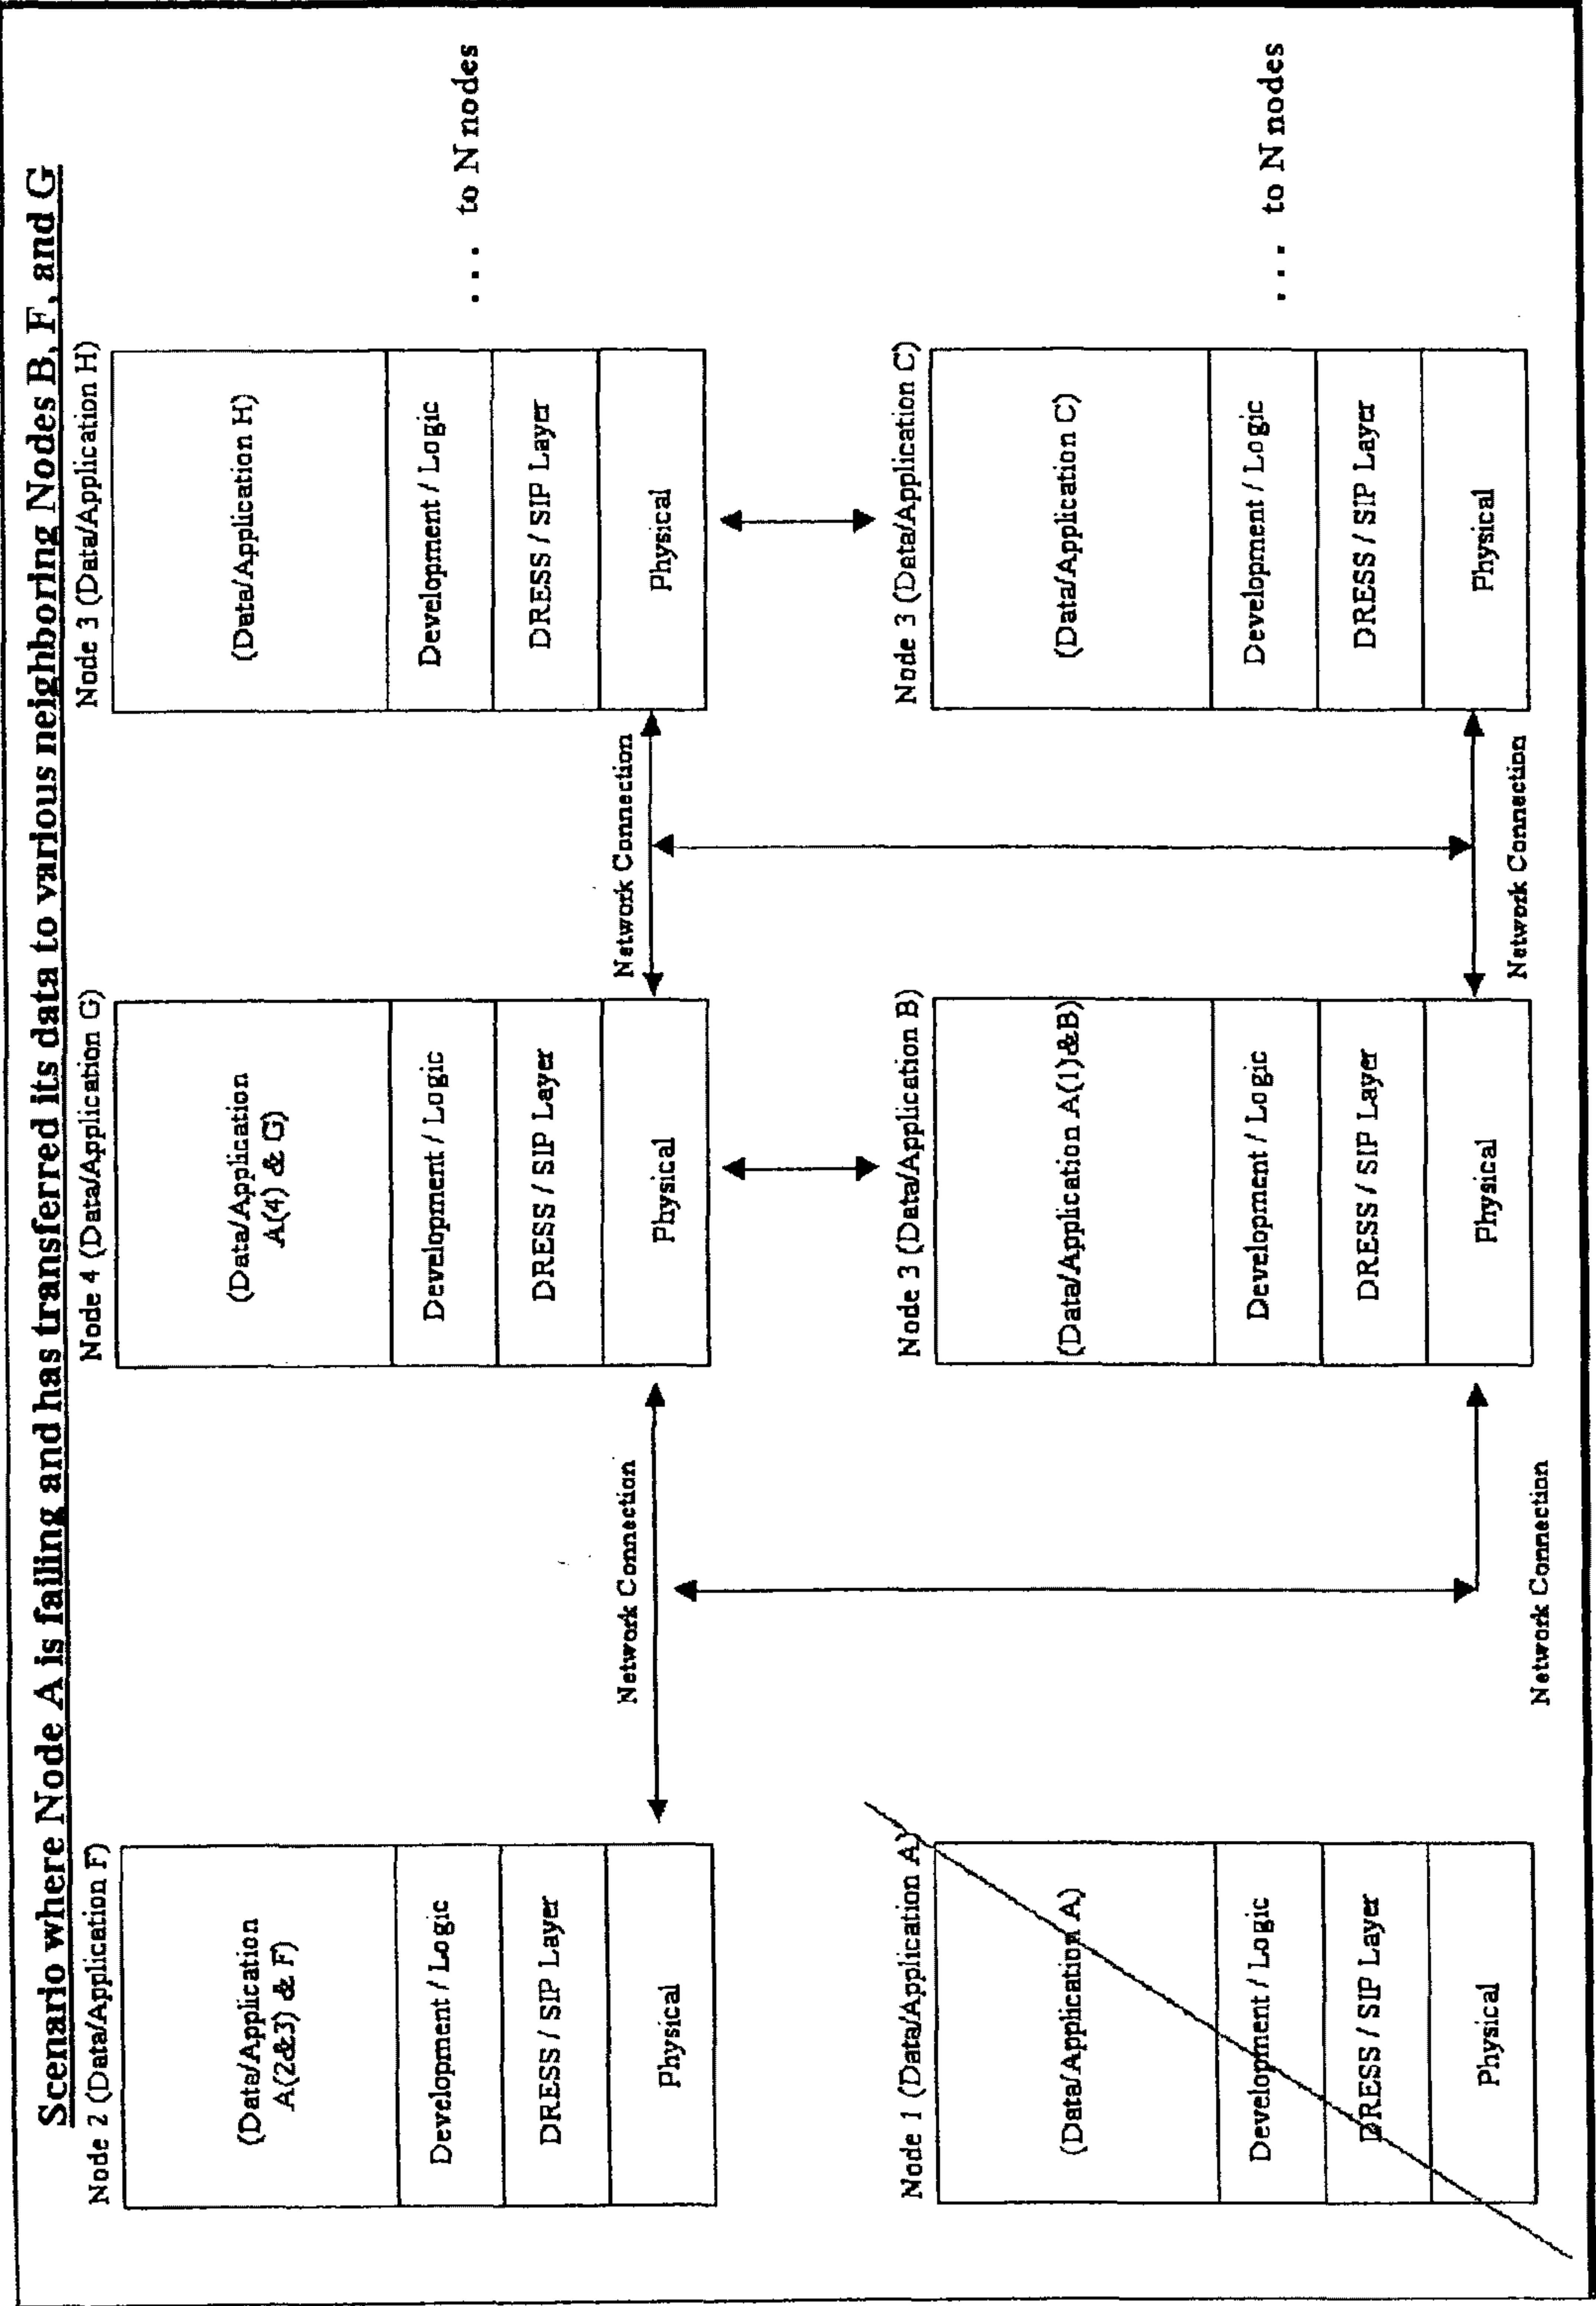 Scenario where Node A is failing and has transferred its data to various neighboring Nodes B, F, and G
Node 2 (Data/Application F)
(Data/Application
A(2&3) & F)
Development / Logic
DRESS / SIP Layer
Physical
Network Connection
Node 4 (Data/Application G)
(Data/Application
A(4) & G)
Development / Logic
DRESS / SIP Layer
Physical
Network Connection
Node 3 (Data/Application H)
(Data/Application H)
Development / Logic
DRESS / SIP Layer
Physical
... to N nodes
Node 1 (Data/Application A)
(Data/Application A)
Development / Logic
DRESS / SIP Layer
Physical
Network Connection
Node 3 (Data/Application B)
(Data/Application A(1)&B)
Development / Logic
DRESS / SIP Layer
Physical
Network Connection
Node 3 (Data/Application C)
(Data/Application C)
Development / Logic
DRESS / SIP Layer
Physical
... to N nodes